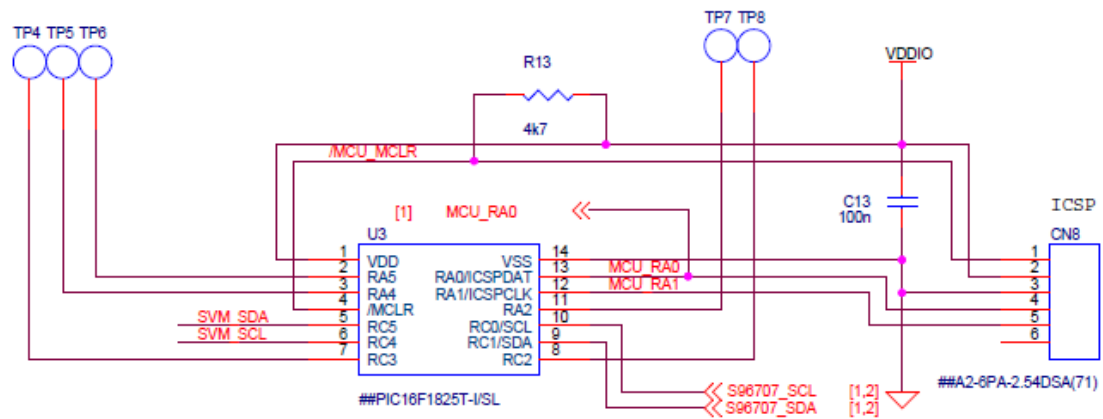 TP4 TP5 TP6
TP7 TP8
R13
VDDIO
4k7
/MCU_MCLR
[1] MCU_RA0
C13
100n
ICSP
U3
CN8
1 VDD VSS 14
2 RA5 RA0/ICSPDAT 13 MCU_RA0
3 RA4 RA1/ICSPCLK 12 MCU_RA1
4 /MCLR RA2 11
SVM_SDA 5 RC5 RC0/SCL 10
SVM_SCL 6 RC4 RC1/SDA 9
7 RC3 RC2 8
1
2
3
4
5
6
##PIC16F1825T-I/SL
S96707_SCL [1,2]
S96707_SDA [1,2]
##A2-6PA-2.54DSA(71)